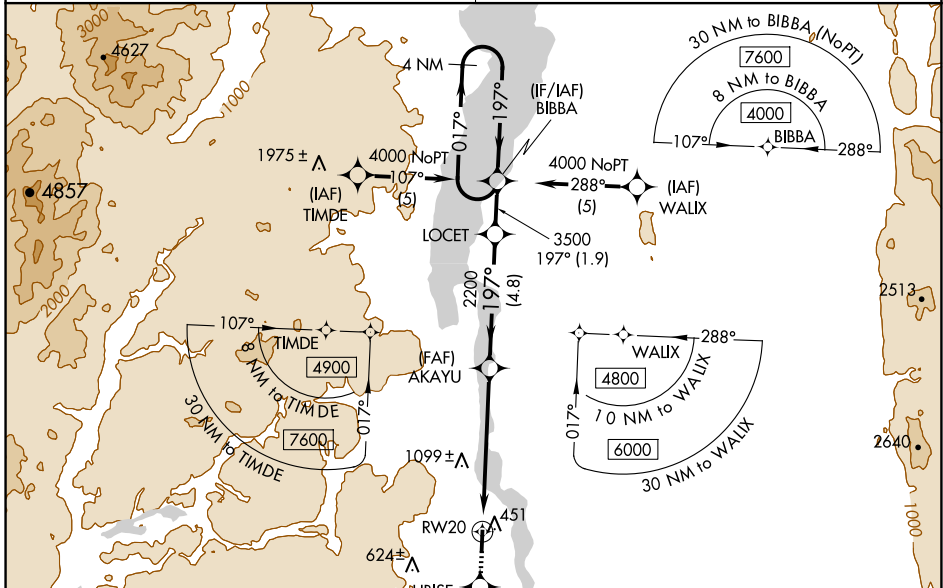 3000
4627
1000
4 NM
017°
197°
(IF/IAF)
BIBBA
30 NM to BIBBA (NoPT)
7600
8 NM to BIBBA
4000
107°
BIBBA
288°
1975 ±
4000 NoPT
107°
(5)
(IAF)
TIMDE
4000 NoPT
288°
(5)
(IAF)
WALIX
4857
LOCET
3500
197° (1.9)
2200
197°
(4.8)
2000
2513
107°
TIMDE
4900
8 NM to TIMDE
017°
7600
30 NM to TIMDE
(FAF)
AKAYU
288°
WALIX
4800
10 NM to WALIX
017°
6000
30 NM to WALIX
2640
1099 ±
1000
RW20
451
624 ±